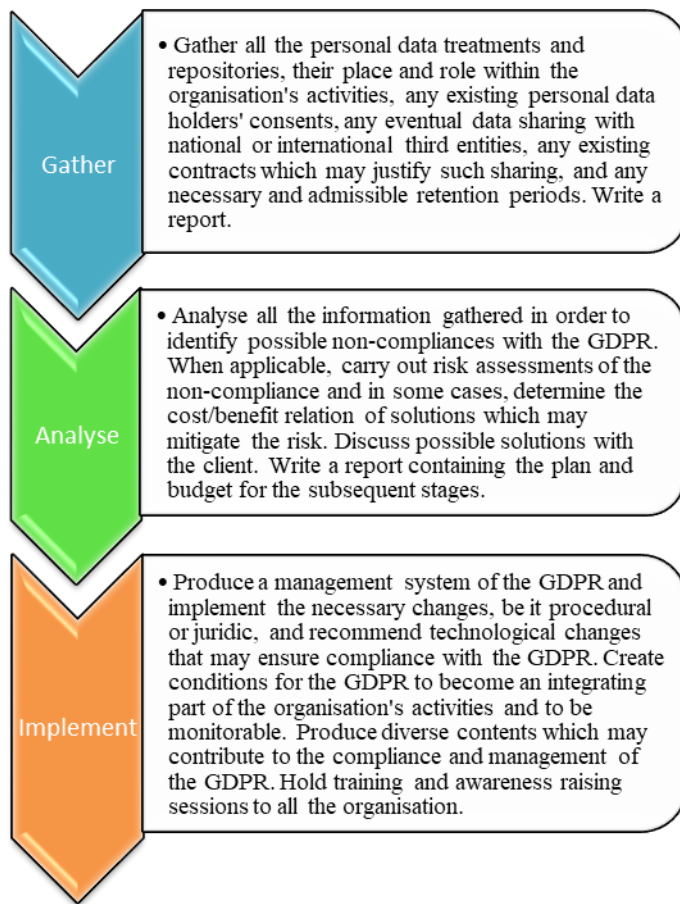 Gather
• Gather all the personal data treatments and
repositories, their place and role within the
organisation's activities, any existing personal data
holders' consents, any eventual data sharing with
national or international third entities, any existing
contracts which may justify such sharing, and any
necessary and admissible retention periods. Write a
report.
Analyse
• Analyse all the information gathered in order to
identify possible non-compliances with the GDPR.
When applicable, carry out risk assessments of the
non-compliance and in some cases, determine the
cost/benefit relation of solutions which may
mitigate the risk. Discuss possible solutions with
the client. Write a report containing the plan and
budget for the subsequent stages.
Implement
• Produce a management system of the GDPR and
implement the necessary changes, be it procedural
or juridic, and recommend technological changes
that may ensure compliance with the GDPR. Create
conditions for the GDPR to become an integrating
part of the organisation's activities and to be
monitorable. Produce diverse contents which may
contribute to the compliance and management of
the GDPR. Hold training and awareness raising
sessions to all the organisation.